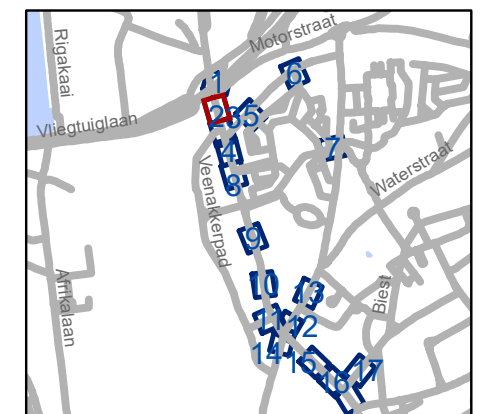 Motorstraat
Rigakaai
1
6
2
3
5
Vliegtuiglaan
4
7
Waterstraat
8
Veenakkerpad
9
Afrikalaan
10
13
Biest
11
12
14
15
16
17